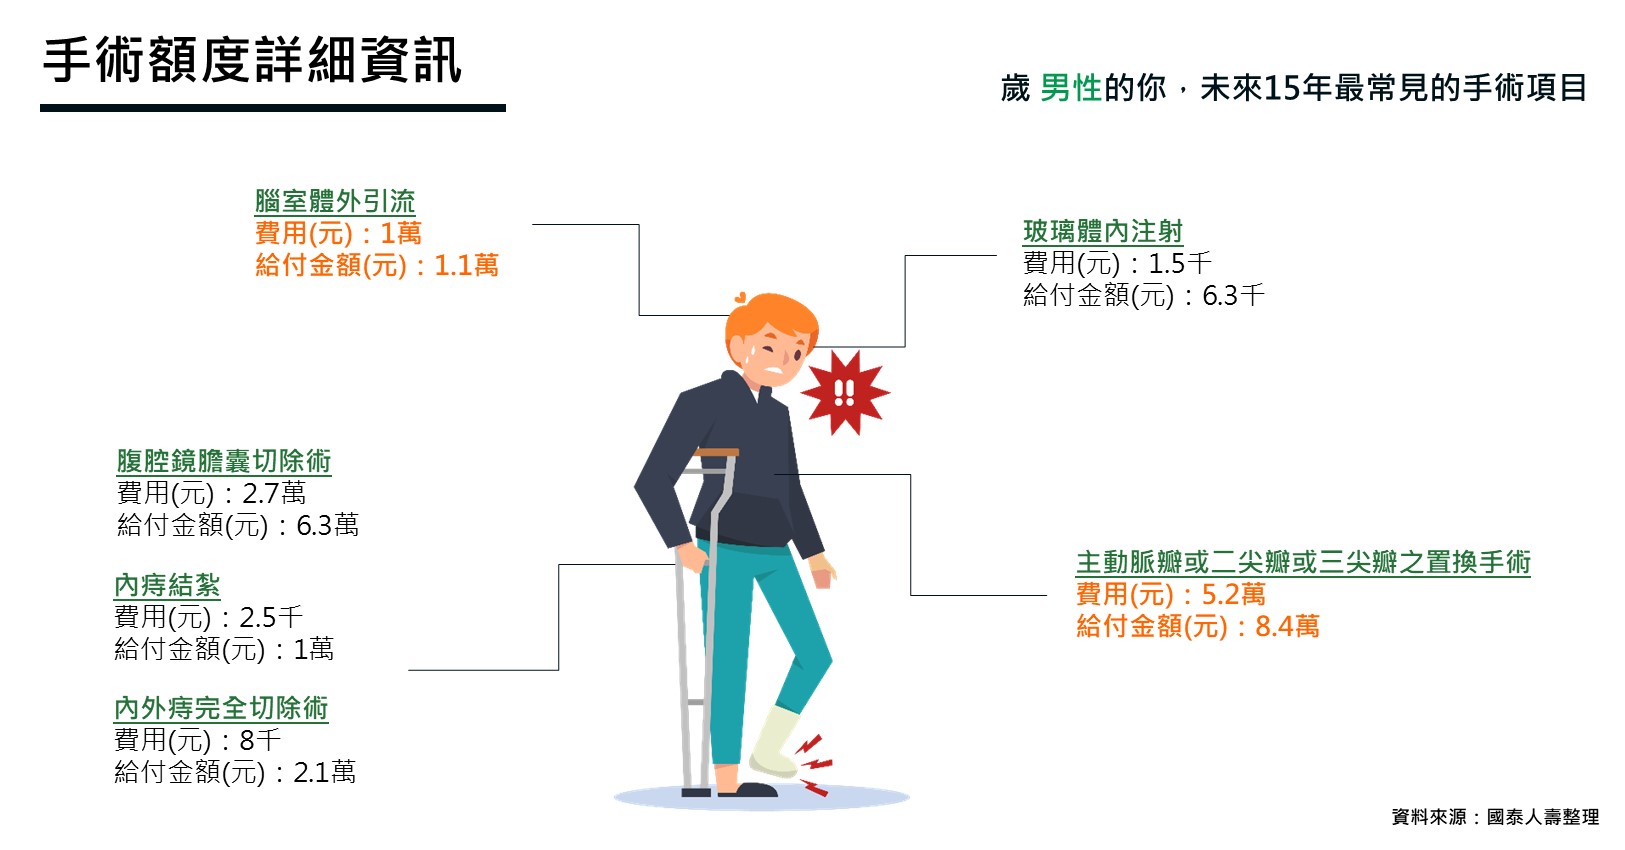 手術額度詳細資訊
歲 男性的你，未來15年最常見的手術項目
腦室體外引流
費用(元)：1萬
給付金額(元)：1.1萬
玻璃體內注射
費用(元)：1.5千
給付金額(元)：6.3千
腹腔鏡膽囊切除術
費用(元)：2.7萬
給付金額(元)：6.3萬
內痔結紮
費用(元)：2.5千
給付金額(元)：1萬
內外痔完全切除術
費用(元)：8千
給付金額(元)：2.1萬
主動脈瓣或二尖瓣或三尖瓣之置換手術
費用(元)：5.2萬
給付金額(元)：8.4萬
!!
資料來源：國泰人壽整理